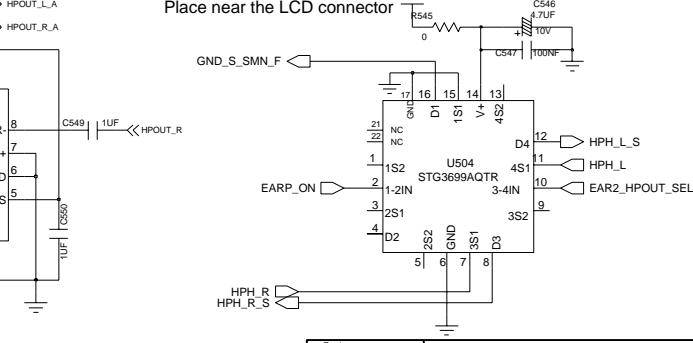 HPOUT_L_A
HPOUT_R_A
Place near the LCD connector
R545
0
C546
4.7UF
10V
+
C547
100NF
GND_S_SMN_F
17
16
15
14
13
GND
D1
1S1
V+
4S2
21
NC
22
NC
1
1S2
EARP_ON
2
1-2IN
3
2S1
4
D2
U504
STG3699AQTR
D4
12
HPH_L_S
4S1
11
HPH_L
3-4IN
10
EAR2_HPOUT_SEL
3S2
9
2S2
GND
3S1
D3
5
6
7
8
HPH_R
HPH_R_S
R-
8
C549
1UF
HPOUT_R
+
7
D
6
S
5
C550
1UF